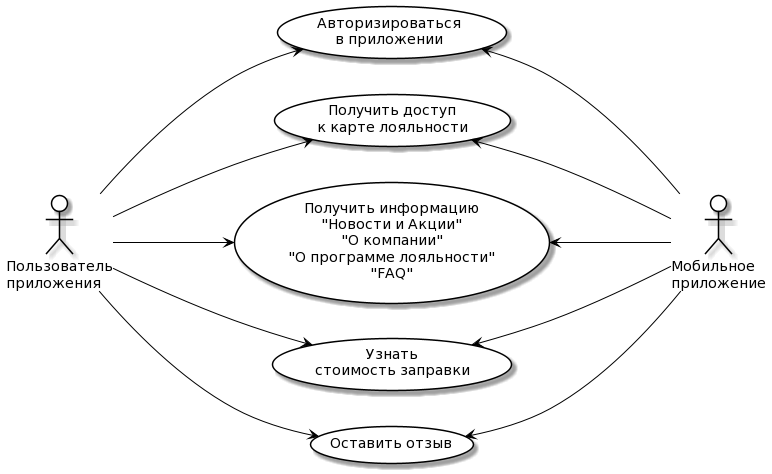 Авторизироваться
в приложении
Получить доступ
к карте лояльности
Получить информацию
"Новости и Акции"
"О компании"
"О программе лояльности"
"FAQ"
Пользователь
приложения
Мобильное
приложение
Узнать
стоимость заправки
Оставить отзыв